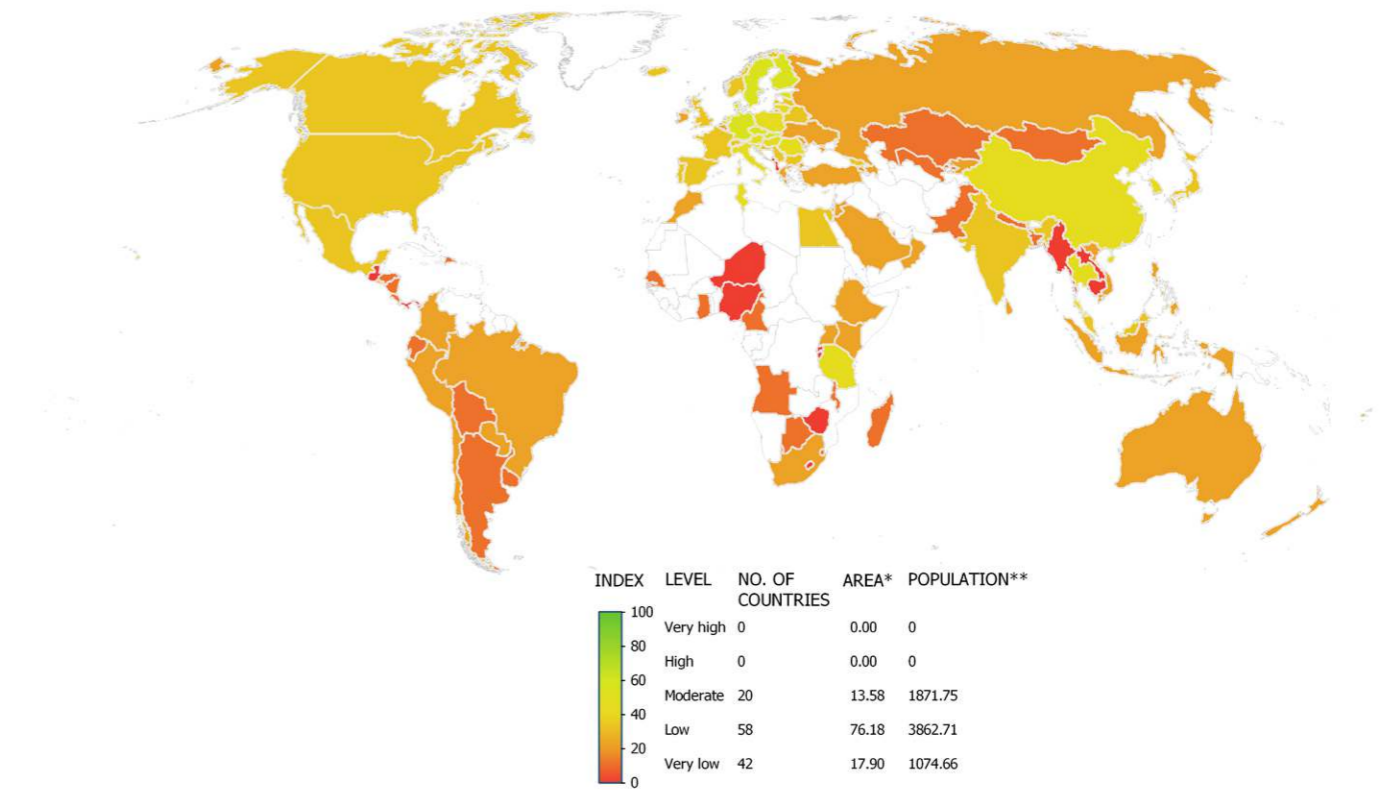 INDEX LEVEL NO. OF COUNTRIES AREA* POPULATION**
100
Very high 0 0.00 0
80
High 0 0.00 0
60
Moderate 20 13.58 1871.75
40
Low 58 76.18 3862.71
20
Very low 42 17.90 1074.66
0